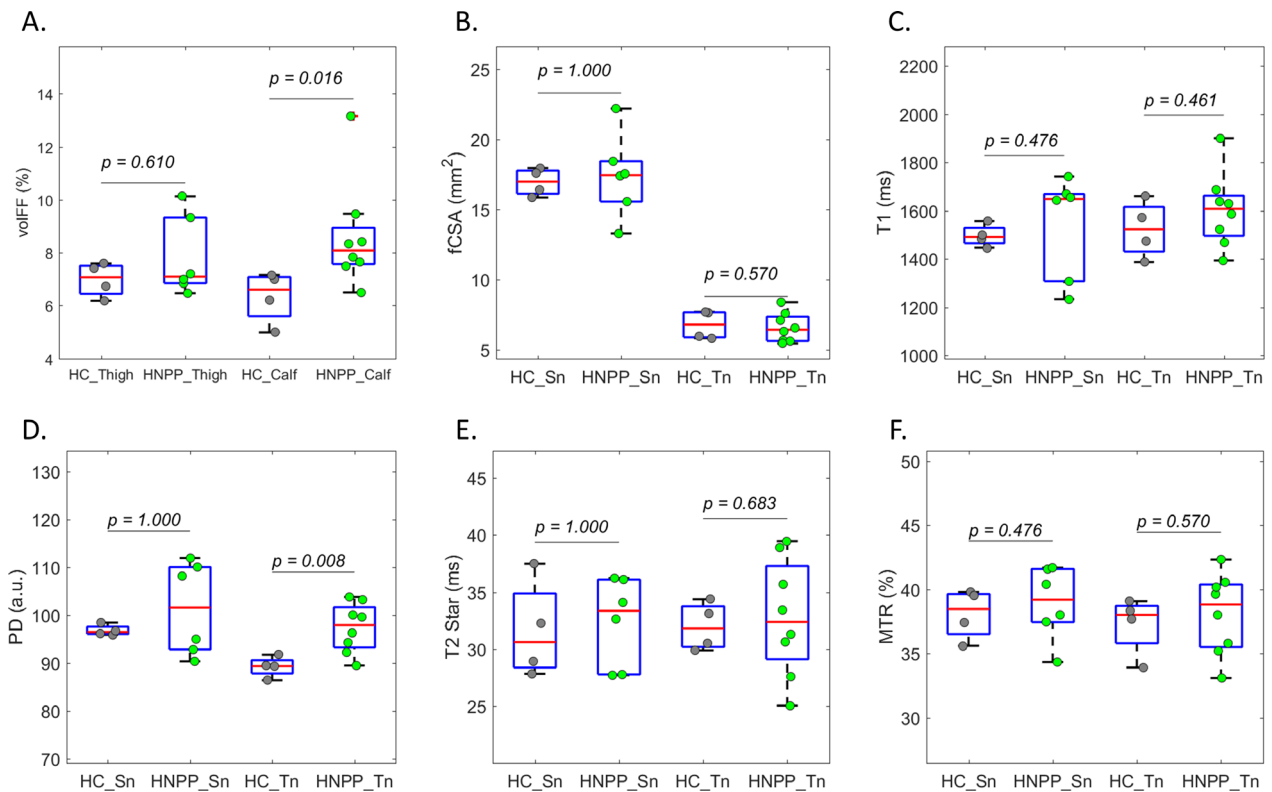 A.
volFF (%)
14
12
10
8
6
4
p = 0.610
p = 0.016
HC_Thigh HNPP_Thigh HC_Calf HNPP_Calf
B.
fCSA (mm2)
25
20
15
10
5
p = 1.000
p = 0.570
HC_Sn HNPP_Sn HC_Tn HNPP_Tn
C.
T1 (ms)
2200
2000
1800
1600
1400
1200
1000
p = 0.476
p = 0.461
HC_Sn HNPP_Sn HC_Tn HNPP_Tn
D.
PD (a.u.)
130
120
110
100
90
80
70
p = 1.000
p = 0.008
HC_Sn HNPP_Sn HC_Tn HNPP_Tn
E.
T2 Star (ms)
45
40
35
30
25
p = 1.000
p = 0.683
HC_Sn HNPP_Sn HC_Tn HNPP_Tn
F.
MTR (%)
50
45
40
35
30
p = 0.476
p = 0.570
HC_Sn HNPP_Sn HC_Tn HNPP_Tn